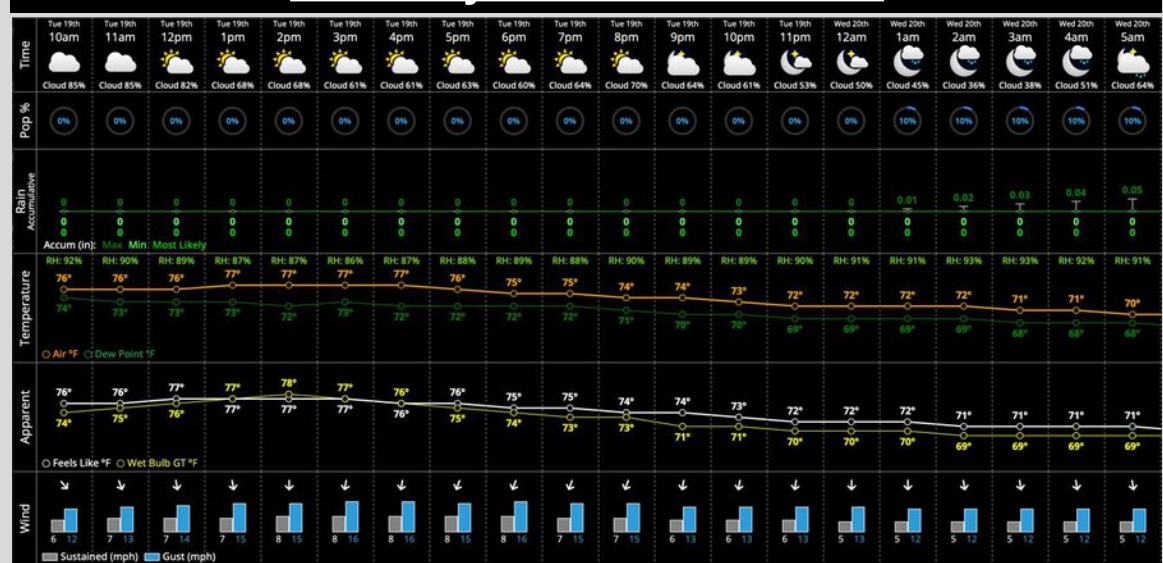 Tue 19th Tue 19th Tue 19th Tue 19th Tue 19th Tue 19th Tue 19th Tue 19th Tue 19th Tue 19th Tue 19th Tue 19th Tue 19th Tue 19th Wed 20th Wed 20th Wed 20th Wed 20th Wed 20th Wed 20th
10am 11am 12pm 1pm 2pm 3pm 4pm 5pm 6pm 7pm 8pm 9pm 10pm 11pm 12am 1am 2am 3am 4am 5am
Time
Cloud 85% Cloud 85% Cloud 82% Cloud 68% Cloud 68% Cloud 61% Cloud 61% Cloud 63% Cloud 60% Cloud 64% Cloud 70% Cloud 64% Cloud 61% Cloud 53% Cloud 50% Cloud 45% Cloud 36% Cloud 38% Cloud 51% Cloud 64%
Pop %
0% 0% 0% 0% 0% 0% 0% 0% 0% 0% 0% 0% 0% 0% 0% 10% 10% 10% 10% 10%
Rain
Accumulative
0 0 0 0 0 0 0 0 0 0 0 0 0 0 0 0.01 0.02 0.03 0.04 0.05
0 0 0 0 0 0 0 0 0 0 0 0 0 0 0 0 0 0 0 0
0 0 0 0 0 0 0 0 0 0 0 0 0 0 0 0 0 0 0 0
Accum (in): Max Min Most Likely
RH: 92% RH: 90% RH: 89% RH: 87% RH: 87% RH: 86% RH: 87% RH: 88% RH: 89% RH: 88% RH: 90% RH: 89% RH: 89% RH: 90% RH: 91% RH: 91% RH: 93% RH: 93% RH: 92% RH: 91%
Temperature
76° 76° 76° 77° 77° 77° 77° 76° 75° 75° 74° 74° 73° 72° 72° 72° 72° 71° 71° 70°
74° 73° 73° 73° 72° 73° 72° 72° 72° 72° 71° 70° 70° 69° 69° 69° 69° 68° 68° 68°
Air °F Dew Point °F
Apparent
76° 76° 77° 77° 78° 77° 76° 76° 75° 75° 74° 74° 73° 72° 72° 72° 71° 71° 71° 71°
74° 75° 76° 77° 77° 77° 76° 75° 74° 73° 73° 71° 71° 70° 70° 70° 69° 69° 69° 69°
Feels Like °F Wet Bulb GT °F
Wind
6 12 7 13 7 14 7 15 8 15 8 16 8 16 8 15 8 16 7 15 7 15 6 13 6 13 6 13 5 13 5 12 5 12 5 12 5 12 5 12
Sustained (mph) Gust (mph)